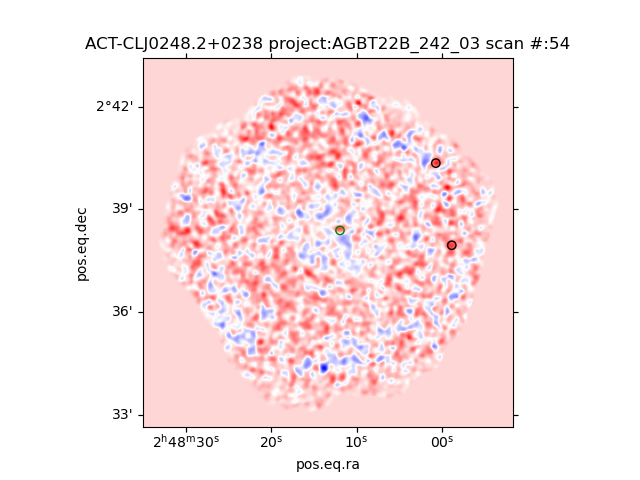 ACT-CLJ0248.2+0238 project:AGBT22B_242_03 scan #:54
2°42'
39'
36'
33'
2ʰ48ᵐ30ˢ 20ˢ 10ˢ 00ˢ
pos.eq.dec
pos.eq.ra